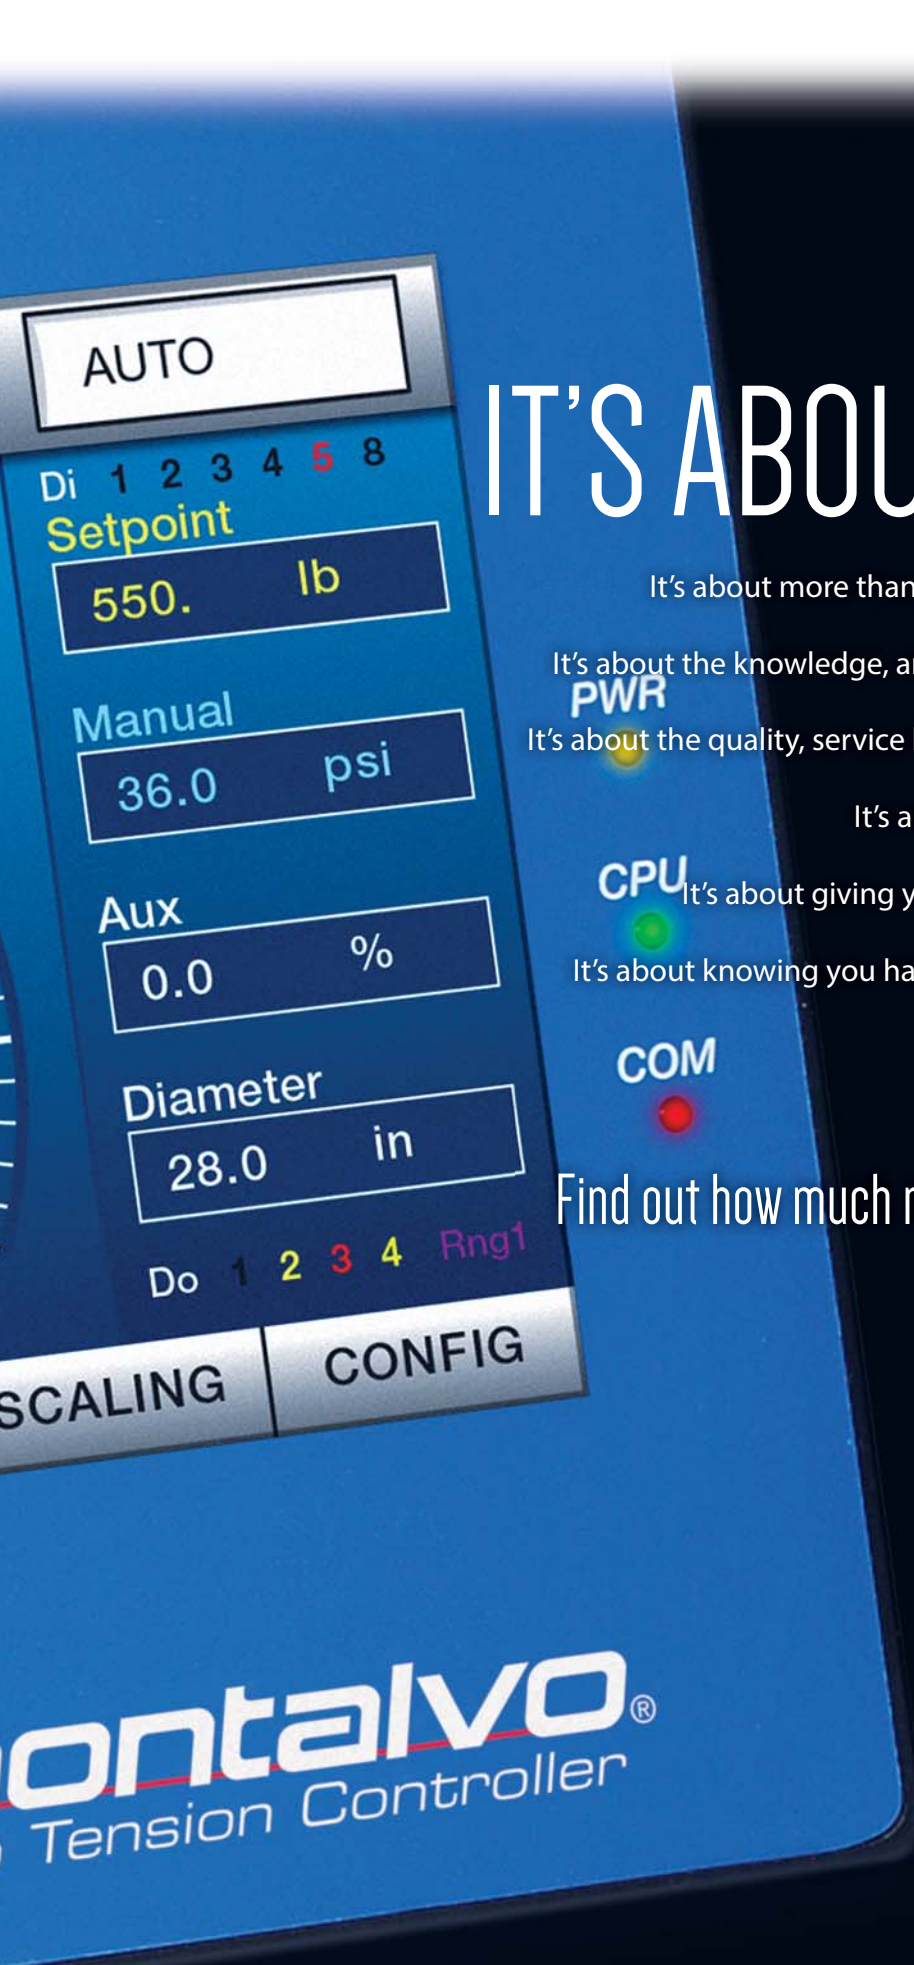 AUTO
Di 1 2 3 4 5 8
Setpoint
550. lb
Manual
36.0 psi
Aux
0.0 %
Diameter
28.0 in
Do 1 2 3 4 Rng1
SCALING CONFIG
PWR
CPU
COM
IT'S ABOU
It's about more than
It's about the knowledge, a
It's about the quality, service
It's a
It's about giving y
It's about knowing you ha
Find out how much
ontalvo®
Tension Controller